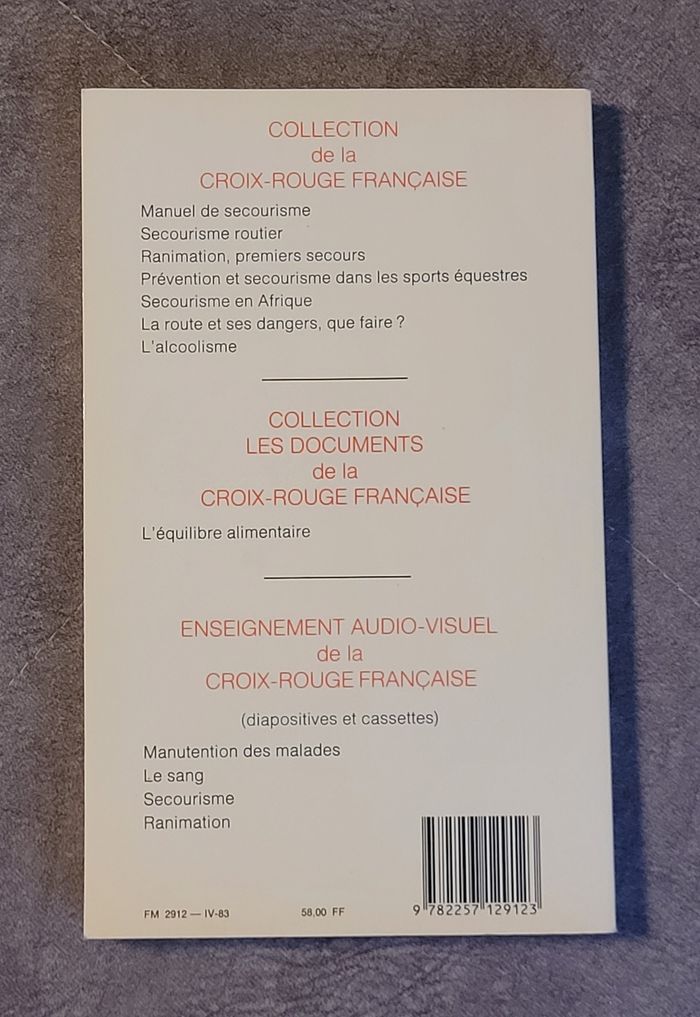 COLLECTION
de la
CROIX-ROUGE FRANÇAISE
Manuel de secourisme
Secourisme routier
Ranimation, premiers secours
Prévention et secourisme dans les sports équestres
Secourisme en Afrique
La route et ses dangers, que faire ?
L'alcoolisme
COLLECTION
LES DOCUMENTS
de la
CROIX-ROUGE FRANÇAISE
L'équilibre alimentaire
ENSEIGNEMENT AUDIO-VISUEL
de la
CROIX-ROUGE FRANÇAISE
(diapositives et cassettes)
Manutention des malades
Le sang
Secourisme
Ranimation
FM 2912 — IV-83 58,00 FF 9 782257 129123